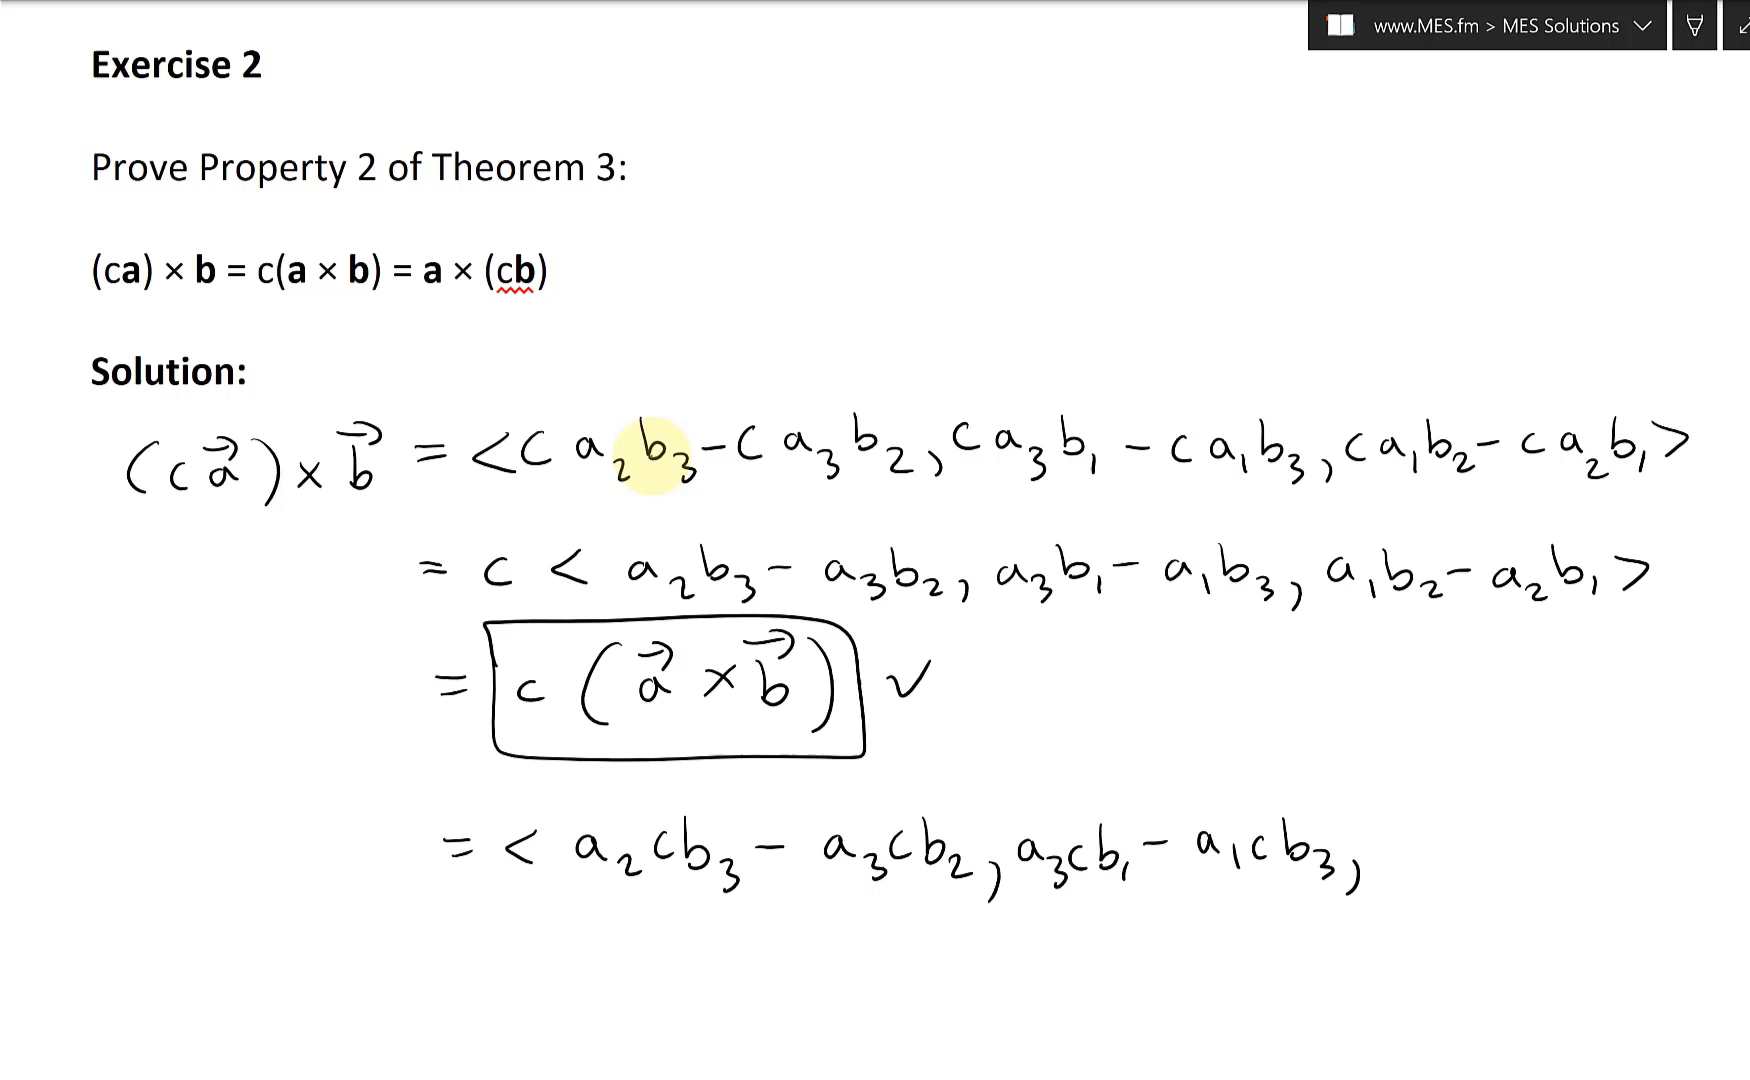 www.MES.fm > MES Solutions
Exercise 2
Prove Property 2 of Theorem 3:
(ca) × b = c(a × b) = a × (cb)
Solution:
(c a⃗) × b⃗ = <c a₂b₃ - c a₃b₂, c a₃b₁ - c a₁b₃, c a₁b₂ - c a₂b₁>
= c < a₂b₃ - a₃b₂, a₃b₁ - a₁b₃, a₁b₂ - a₂b₁ >
= c (a⃗ × b⃗) ✓
= < a₂cb₃ - a₃cb₂, a₃cb₁ - a₁cb₃,